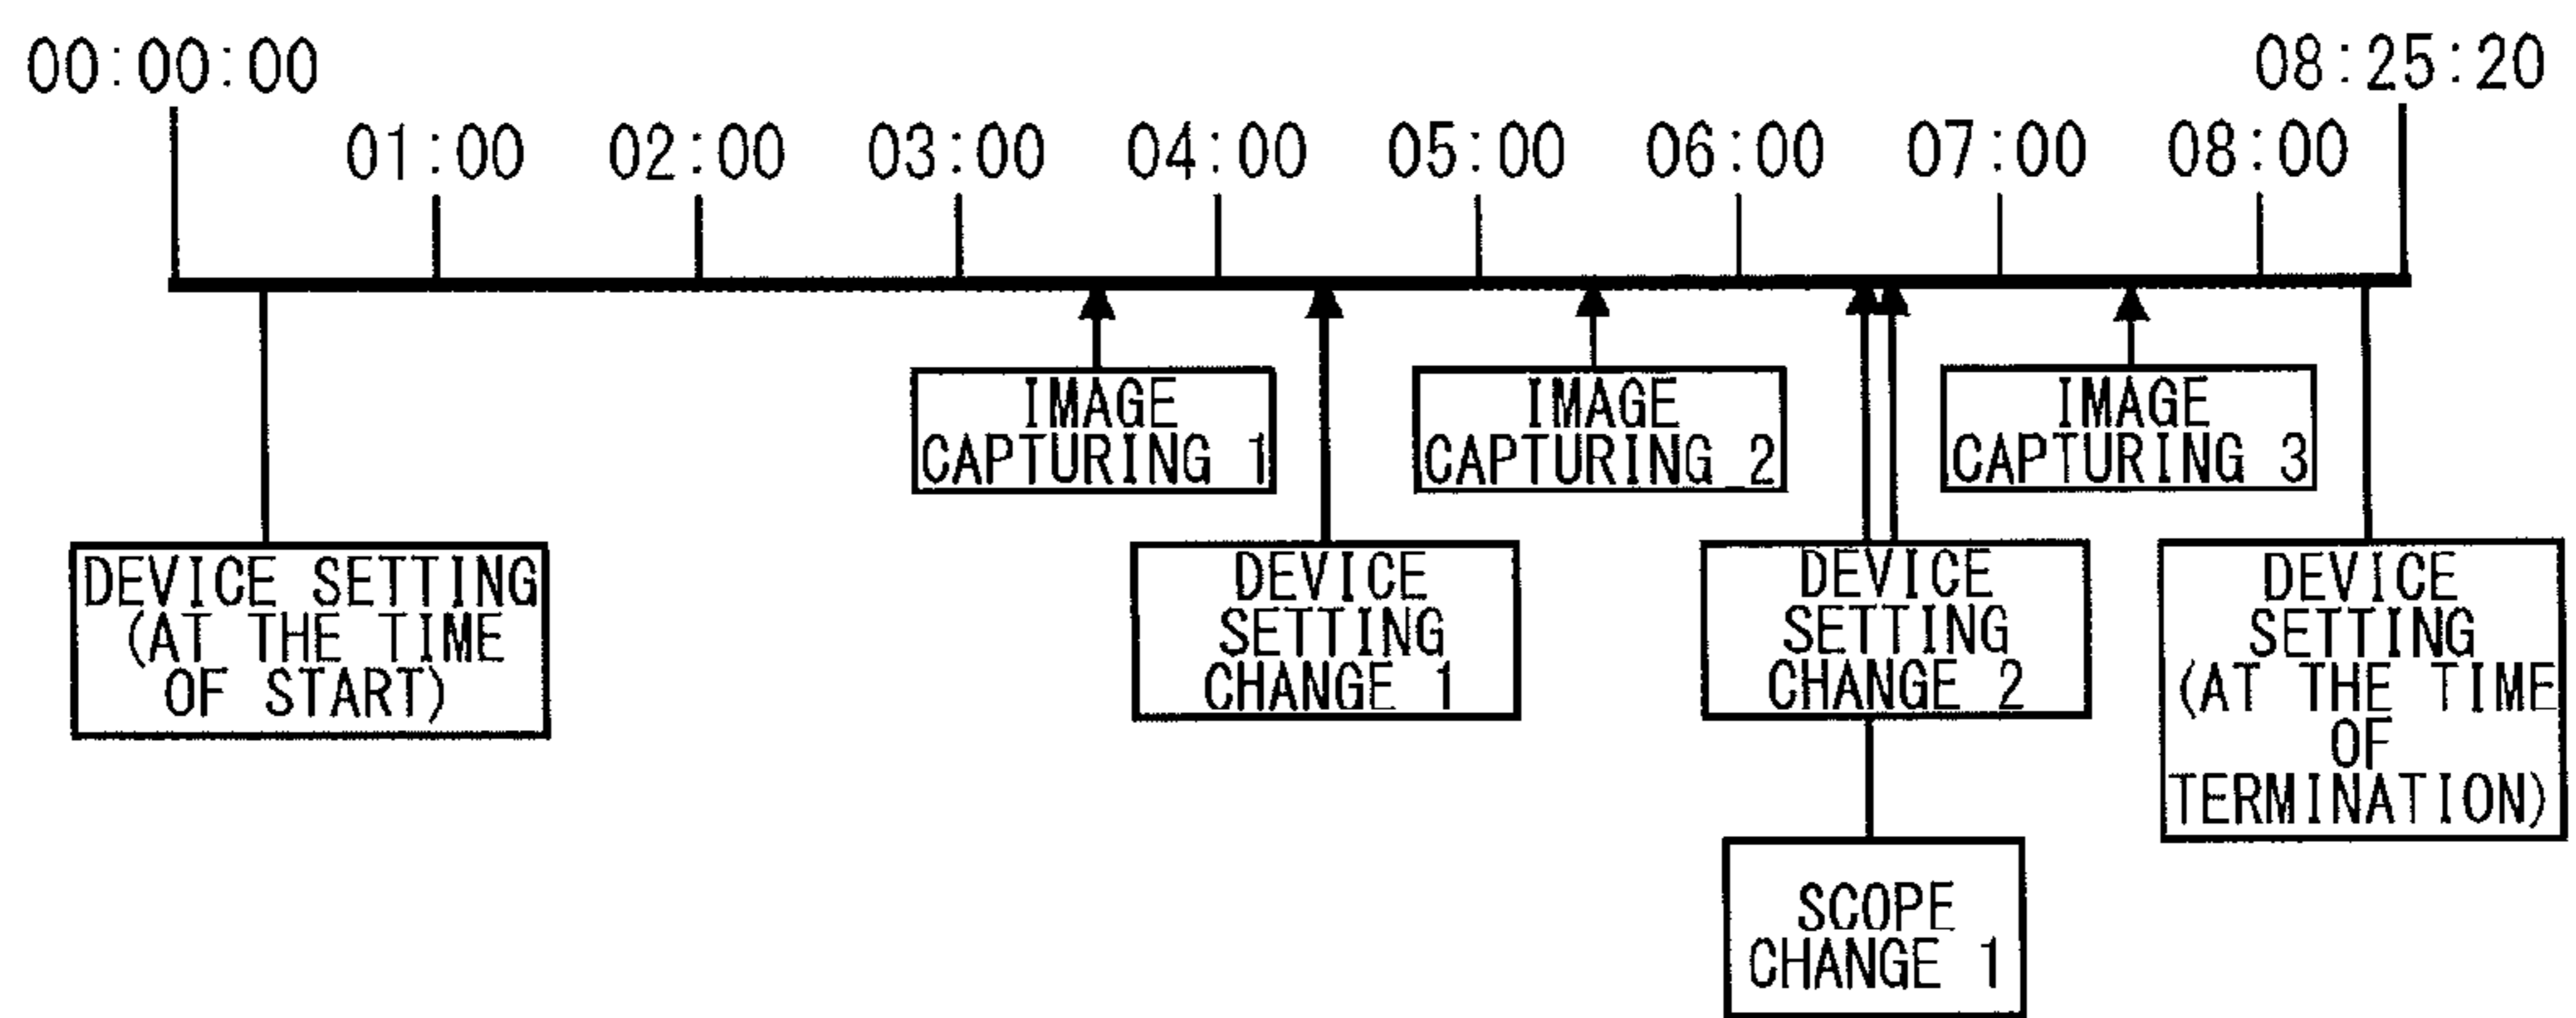 00:00:00
08:25:20
01:00
02:00
03:00
04:00
05:00
06:00
07:00
08:00
IMAGE
CAPTURING 1
IMAGE
CAPTURING 2
IMAGE
CAPTURING 3
DEVICE SETTING
(AT THE TIME
OF START)
DEVICE
SETTING
CHANGE 1
DEVICE
SETTING
CHANGE 2
DEVICE
SETTING
(AT THE TIME
OF
TERMINATION)
SCOPE
CHANGE 1